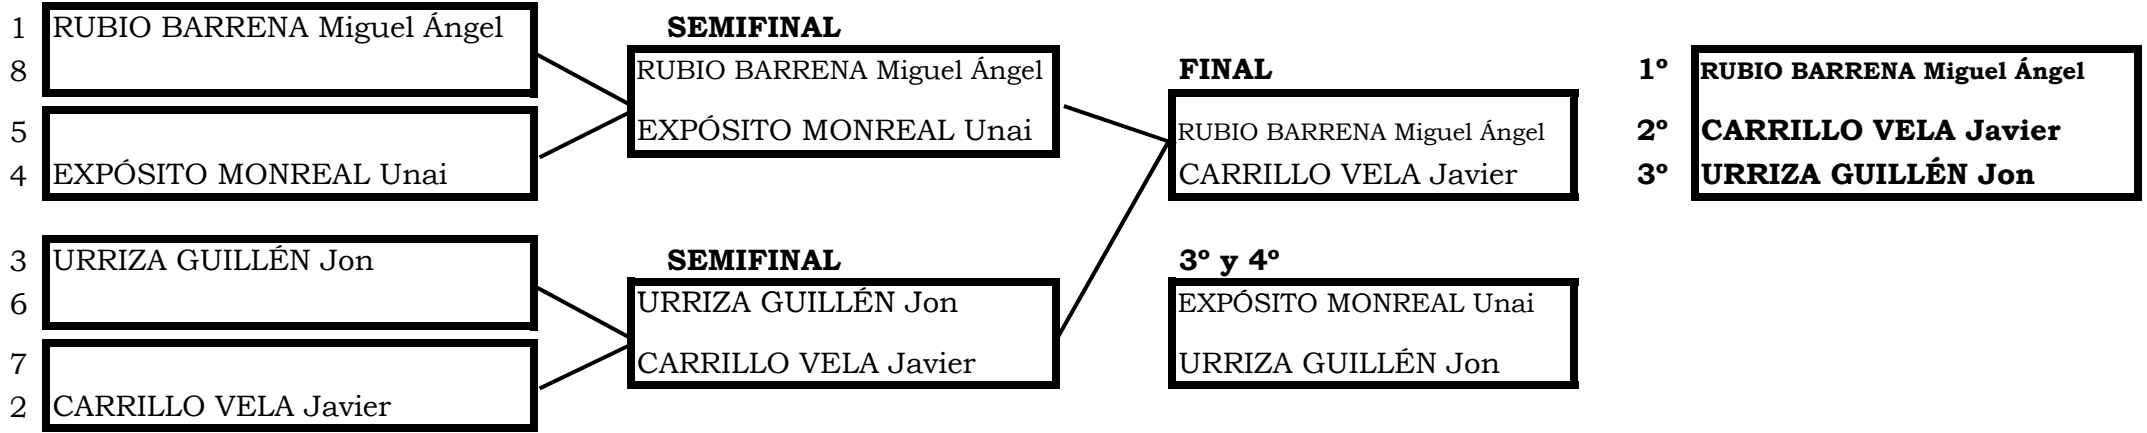 1 RUBIO BARRENA Miguel Ángel
8
5
4 EXPÓSITO MONREAL Unai
3 URRIZA GUILLÉN Jon
6
7
2 CARRILLO VELA Javier
SEMIFINAL
RUBIO BARRENA Miguel Ángel
EXPÓSITO MONREAL Unai
SEMIFINAL
URRIZA GUILLÉN Jon
CARRILLO VELA Javier
FINAL
RUBIO BARRENA Miguel Ángel
CARRILLO VELA Javier
3º y 4º
EXPÓSITO MONREAL Unai
URRIZA GUILLÉN Jon
1º RUBIO BARRENA Miguel Ángel
2º CARRILLO VELA Javier
3º URRIZA GUILLÉN Jon